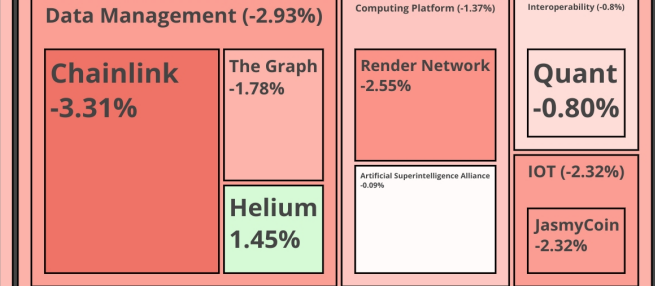 Data Management (-2.93%)
Chainlink
-3.31%
The Graph
-1.78%
Helium
1.45%
Computing Platform (-1.37%)
Render Network
-2.55%
Artificial Superintelligence Alliance
-0.09%
Interoperability (-0.8%)
Quant
-0.80%
IOT (-2.32%)
JasmyCoin
-2.32%